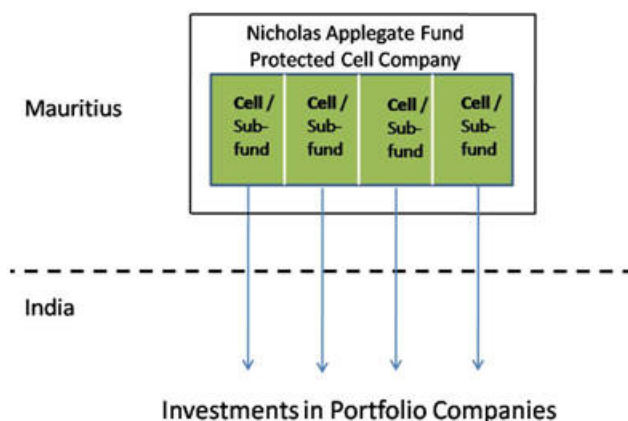 Nicholas Applegate Fund
Protected Cell Company
Mauritius
Cell /
Sub-
fund
Cell /
Sub-
fund
Cell /
Sub-
fund
Cell /
Sub-
fund
India
Investments in Portfolio Companies